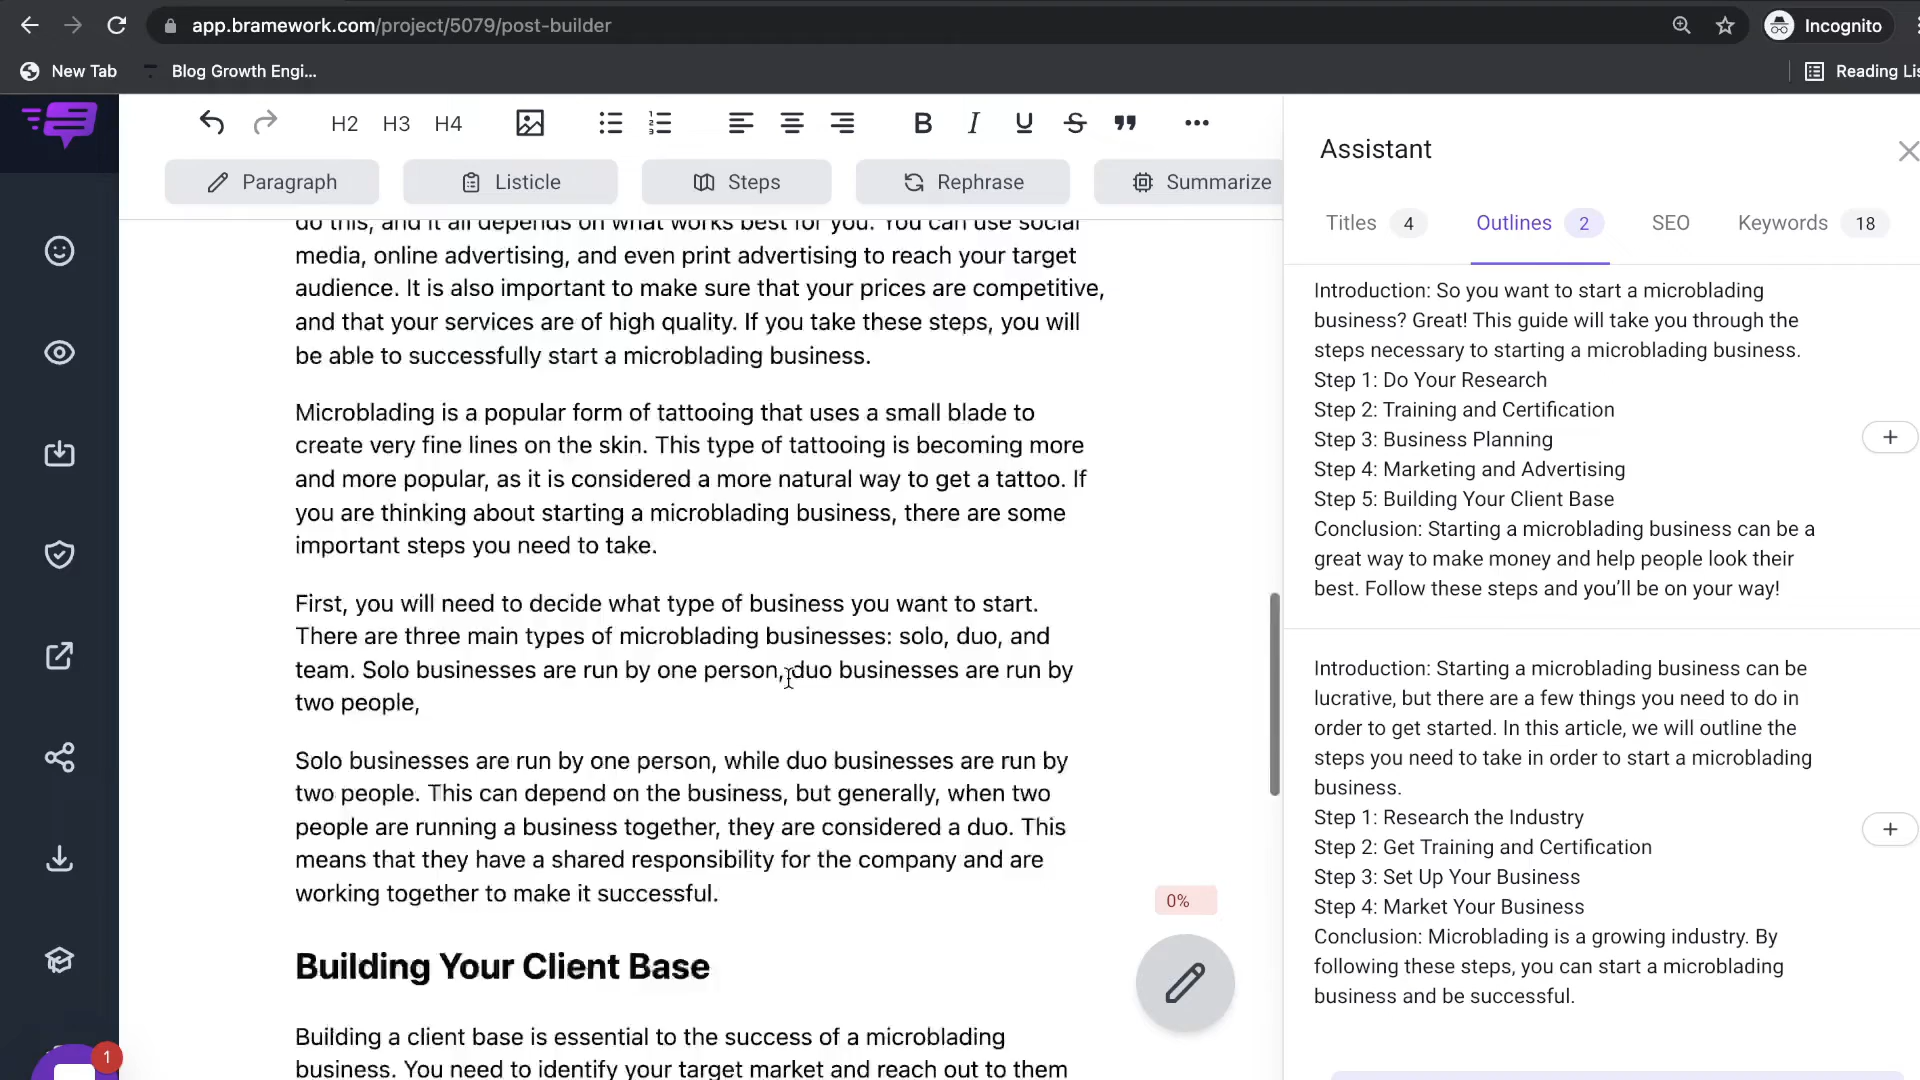 app.bramework.com/project/5079/post-builder
Incognito
New Tab
Blog Growth Engi...
Reading Lis
H2 H3 H4
Paragraph
Listicle
Steps
Rephrase
Summarize
do this, and it all depends on what works best for you. You can use social
media, online advertising, and even print advertising to reach your target
audience. It is also important to make sure that your prices are competitive,
and that your services are of high quality. If you take these steps, you will
be able to successfully start a microblading business.
Microblading is a popular form of tattooing that uses a small blade to
create very fine lines on the skin. This type of tattooing is becoming more
and more popular, as it is considered a more natural way to get a tattoo. If
you are thinking about starting a microblading business, there are some
important steps you need to take.
First, you will need to decide what type of business you want to start.
There are three main types of microblading businesses: solo, duo, and
team. Solo businesses are run by one person, duo businesses are run by
two people,
Solo businesses are run by one person, while duo businesses are run by
two people. This can depend on the business, but generally, when two
people are running a business together, they are considered a duo. This
means that they have a shared responsibility for the company and are
working together to make it successful.
0%
Building Your Client Base
Building a client base is essential to the success of a microblading
business. You need to identify your target market and reach out to them
1
Assistant
Titles 4
Outlines 2
SEO
Keywords 18
Introduction: So you want to start a microblading
business? Great! This guide will take you through the
steps necessary to starting a microblading business.
Step 1: Do Your Research
Step 2: Training and Certification
Step 3: Business Planning
Step 4: Marketing and Advertising
Step 5: Building Your Client Base
Conclusion: Starting a microblading business can be a
great way to make money and help people look their
best. Follow these steps and you'll be on your way!
Introduction: Starting a microblading business can be
lucrative, but there are a few things you need to do in
order to get started. In this article, we will outline the
steps you need to take in order to start a microblading
business.
Step 1: Research the Industry
Step 2: Get Training and Certification
Step 3: Set Up Your Business
Step 4: Market Your Business
Conclusion: Microblading is a growing industry. By
following these steps, you can start a microblading
business and be successful.